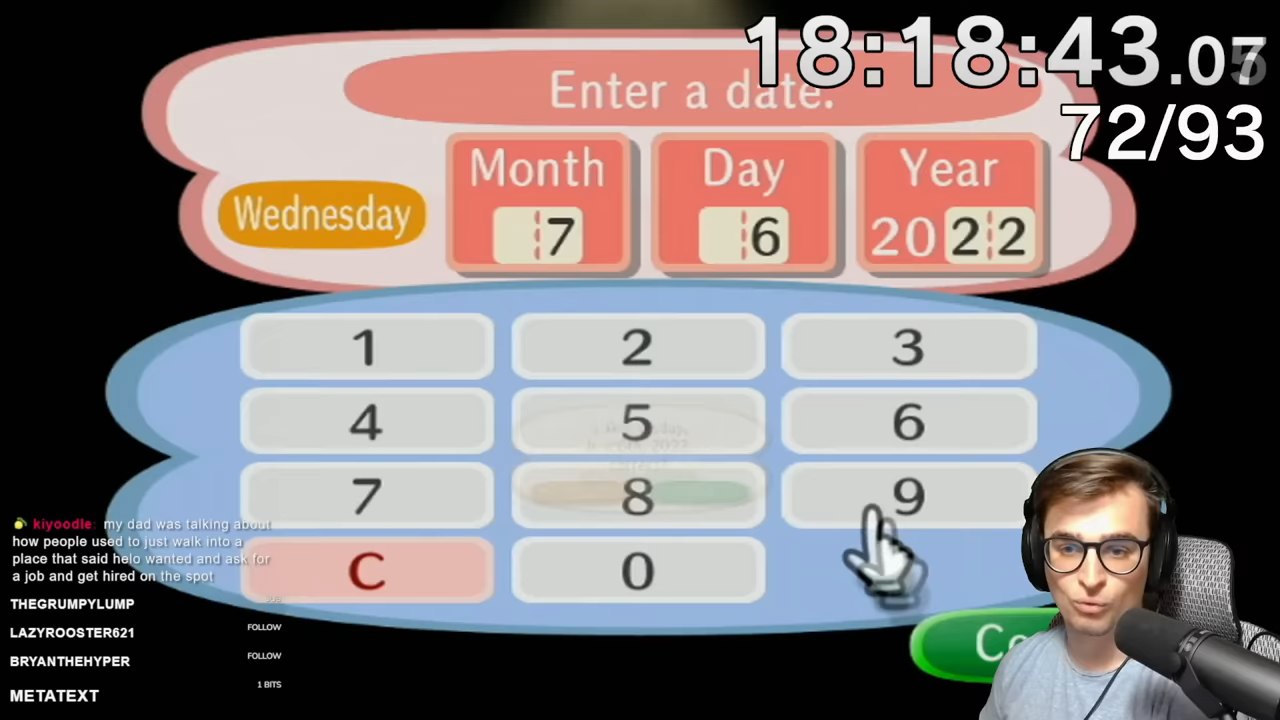 18:18:43.07
72/93
Enter a date.
Wednesday
Month
7
Day
6
Year
2022
1 2 3
4 5 6
7 8 9
C 0
kiyoodle: my dad was talking about
how people used to just walk into a
place that said helo wanted and ask for
a job and get hired on the spot
THEGRUMPYLUMP
LAZYROOSTER621 FOLLOW
BRYANTHEHYPER FOLLOW
METATEXT 1 BITS